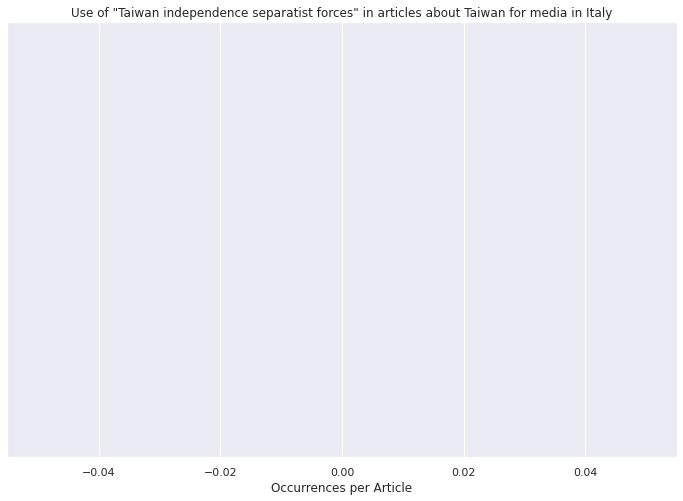 Use of "Taiwan independence separatist forces" in articles about Taiwan for media in Italy
−0.04 −0.02 0.00 0.02 0.04
Occurrences per Article